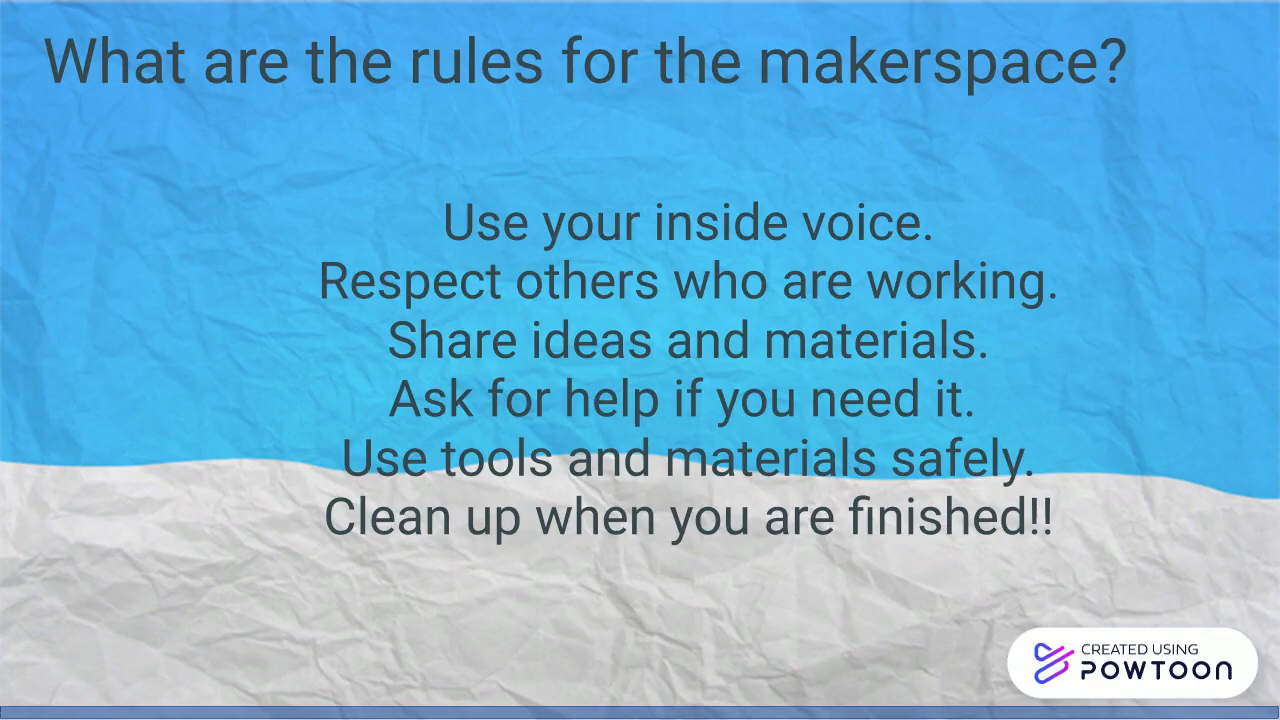 What are the rules for the makerspace?
Use your inside voice.
Respect others who are working.
Share ideas and materials.
Ask for help if you need it.
Use tools and materials safely.
Clean up when you are finished!!
CREATED USING
POWTOON